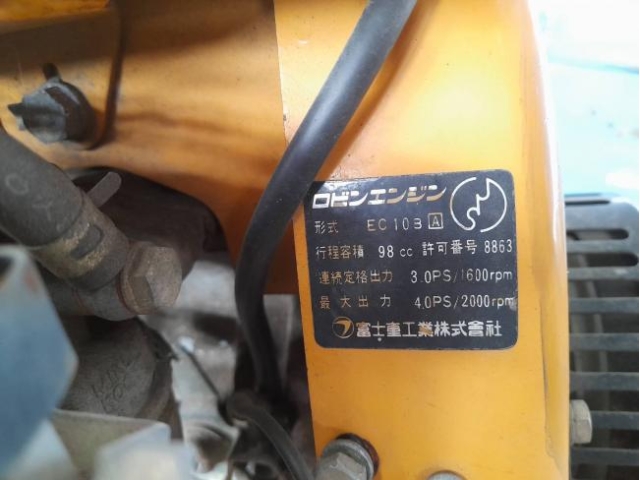 ロビンエンジン
形式 EC10B A
行程容積 98cc 許可番号 8863
連続定格出力 3.0PS/1600rpm
最大出力 4.0PS/2000rpm
富士重工業株式会社